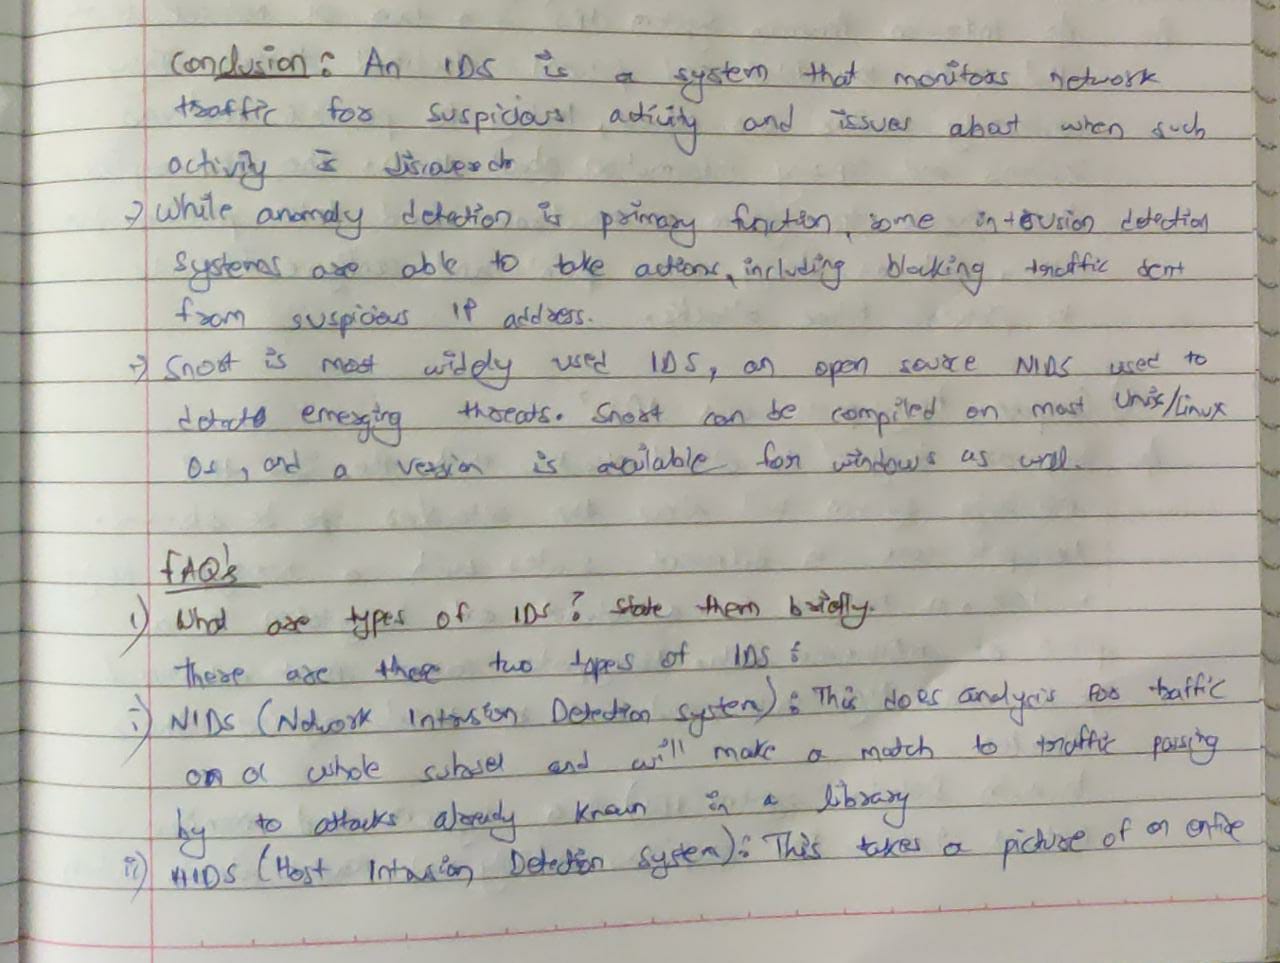 Conclusion : An IDS is a system that monitors network
traffic for suspicious activity and issues when such
activity is
→ While anomaly detection is primary function, some intrusion detection
systems are able to take actions, including blocking traffic sent
from suspicious IP address.
→ Snort is most widely used IDS, an open source NIDS used to
detect emerging threats. Snort can be compiled on most Unix/Linux
Os, and a version is available for windows as well.
FAQ's
1) What are types of IDS? State them briefly.
There are these two types of IDS :
i) NIDS (Network Intrusion Detection system) : This does analysis for traffic
on a whole subset and will make a match to traffic passing
by to attacks already known in a library
ii) HIDS (Host Intrusion Detection System) : This takes a picture of an entire